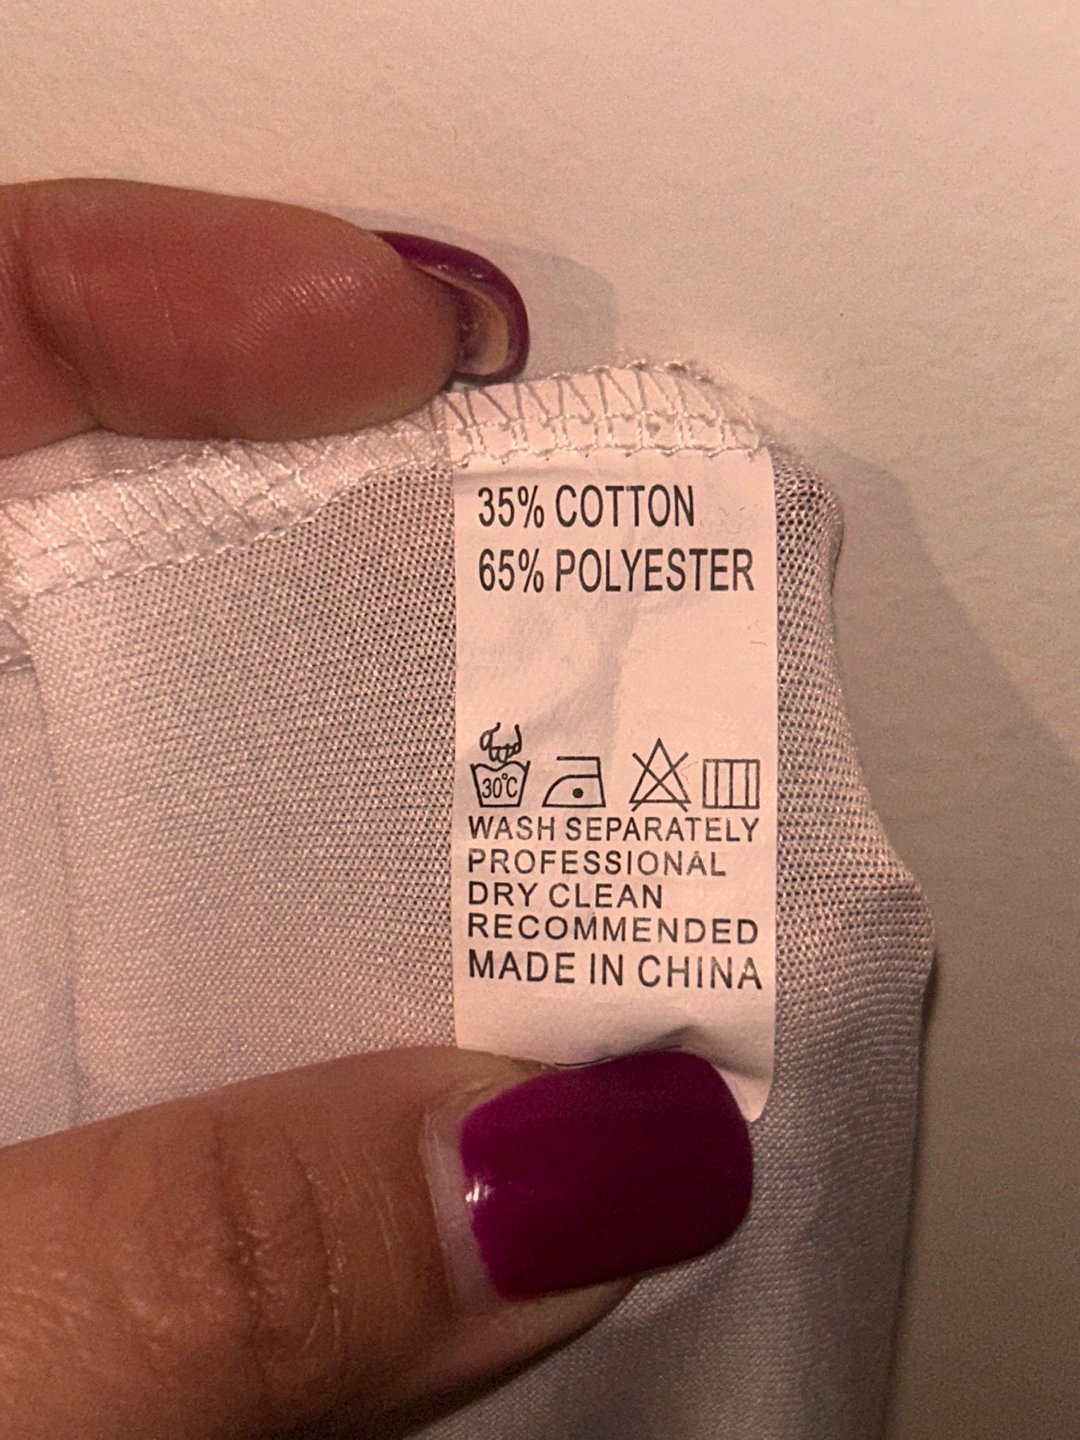 35% COTTON
65% POLYESTER
30°C
WASH SEPARATELY
PROFESSIONAL
DRY CLEAN
RECOMMENDED
MADE IN CHINA